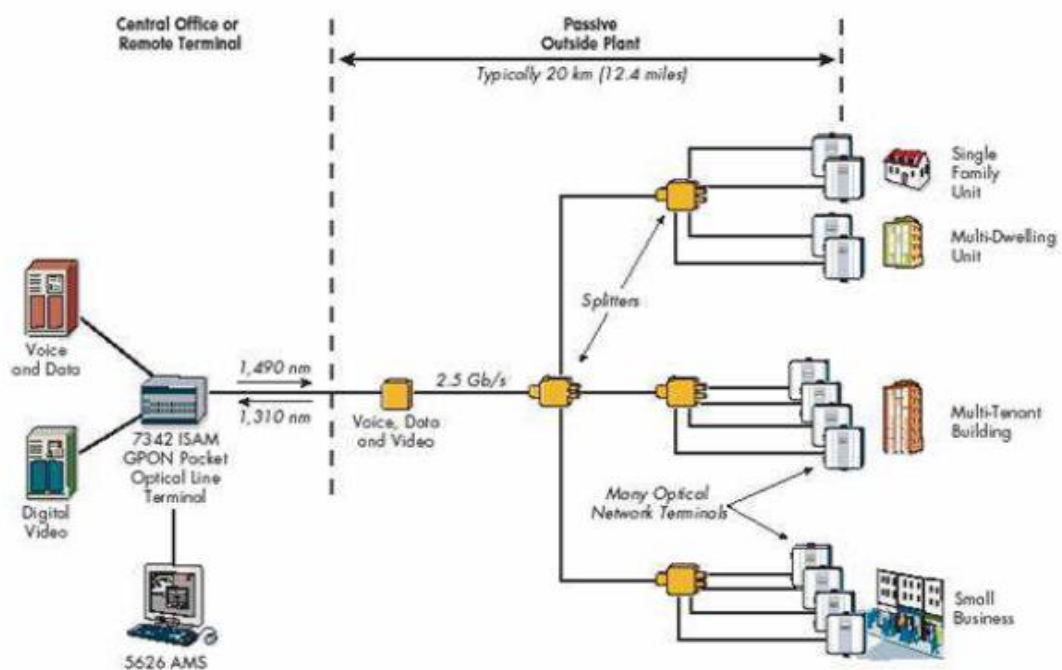 Central Office or
Remote Terminal
Passive
Outside Plant
Typically 20 km (12.4 miles)
Single
Family
Unit
Multi-Dwelling
Unit
Splitters
Voice
and Data
1,490 nm
1,310 nm
2.5 Gb/s
Voice, Data
and Video
7342 ISAM
GPON Packet
Optical Line
Terminal
Multi-Tenant
Building
Digital
Video
Many Optical
Network Terminals
Small
Business
5626 AMS